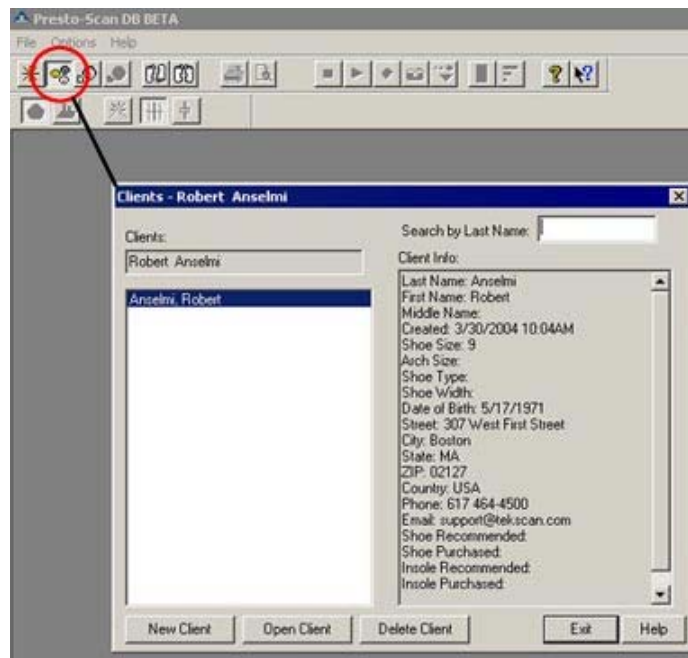 Presto-Scan DB BETA
File Options Help
Clients - Robert Anselmi
Clients:
Search by Last Name:
Robert Anselmi
Client Info:
Anselmi, Robert
Last Name: Anselmi
First Name: Robert
Middle Name:
Created: 3/30/2004 10:04AM
Shoe Size: 9
Arch Size:
Shoe Type:
Shoe Width:
Date of Birth: 5/17/1971
Street: 307 West First Street
City: Boston
State: MA
ZIP: 02127
Country: USA
Phone: 617 464-4500
Email: support@tekscan.com
Shoe Recommended:
Shoe Purchased:
Insole Recommended:
Insole Purchased:
New Client Open Client Delete Client Exit Help